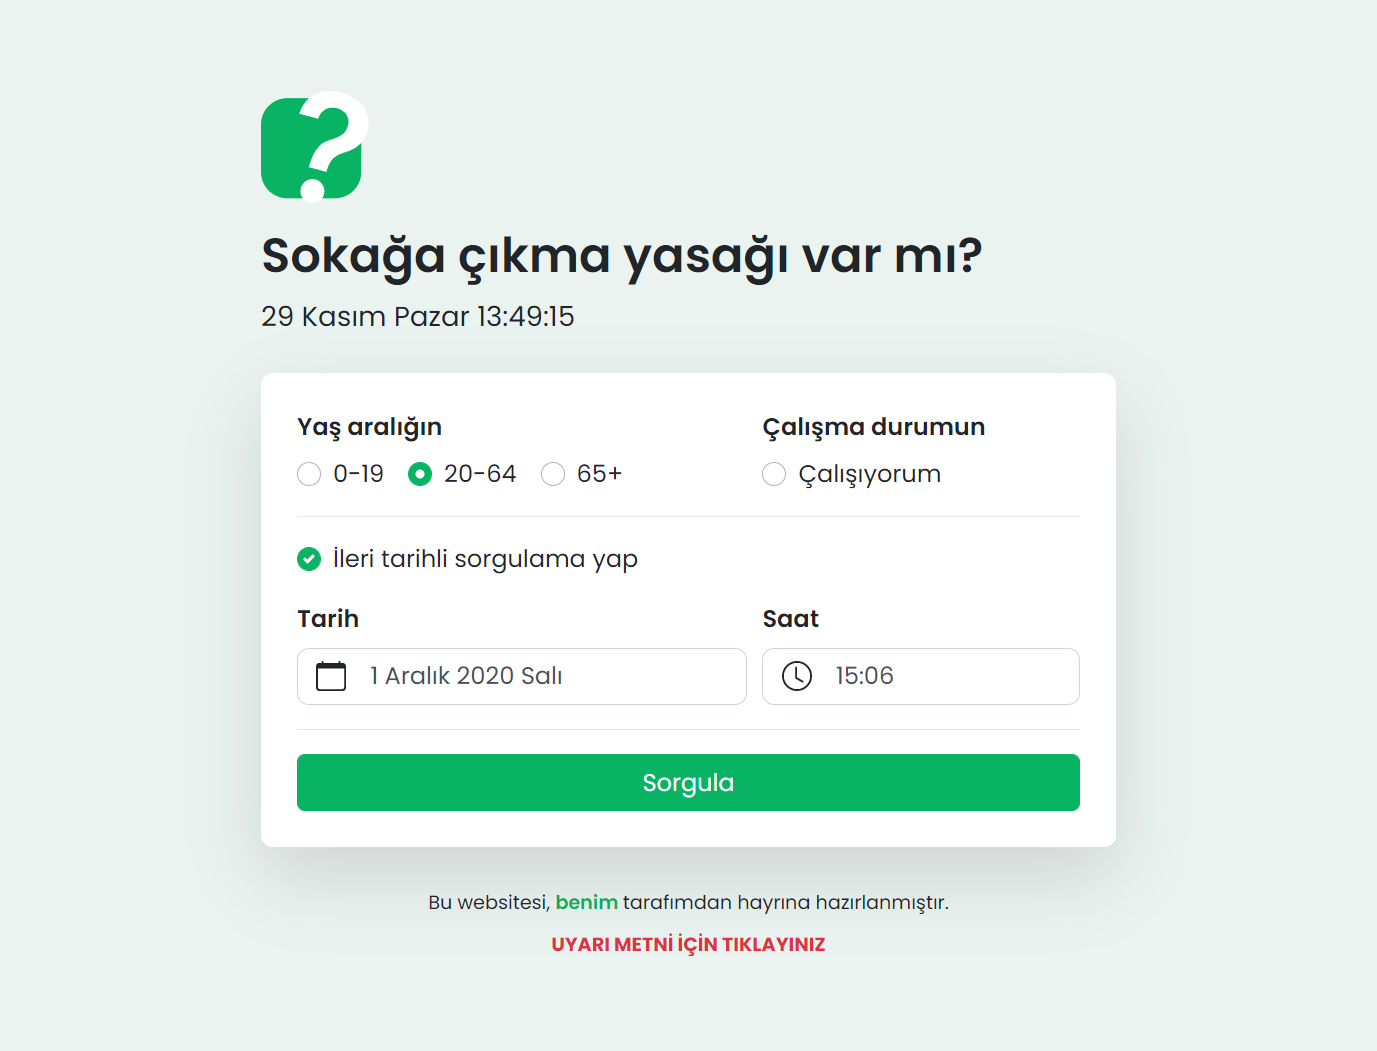 ?
Sokağa çıkma yasağı var mı?
29 Kasım Pazar 13:49:15
Yaş aralığın
0-19 20-64 65+
Çalışma durumun
Çalışıyorum
İleri tarihli sorgulama yap
Tarih
1 Aralık 2020 Salı
Saat
15:06
Sorgula
Bu websitesi, benim tarafımdan hayrına hazırlanmıştır.
UYARI METNİ İÇİN TIKLAYINIZ